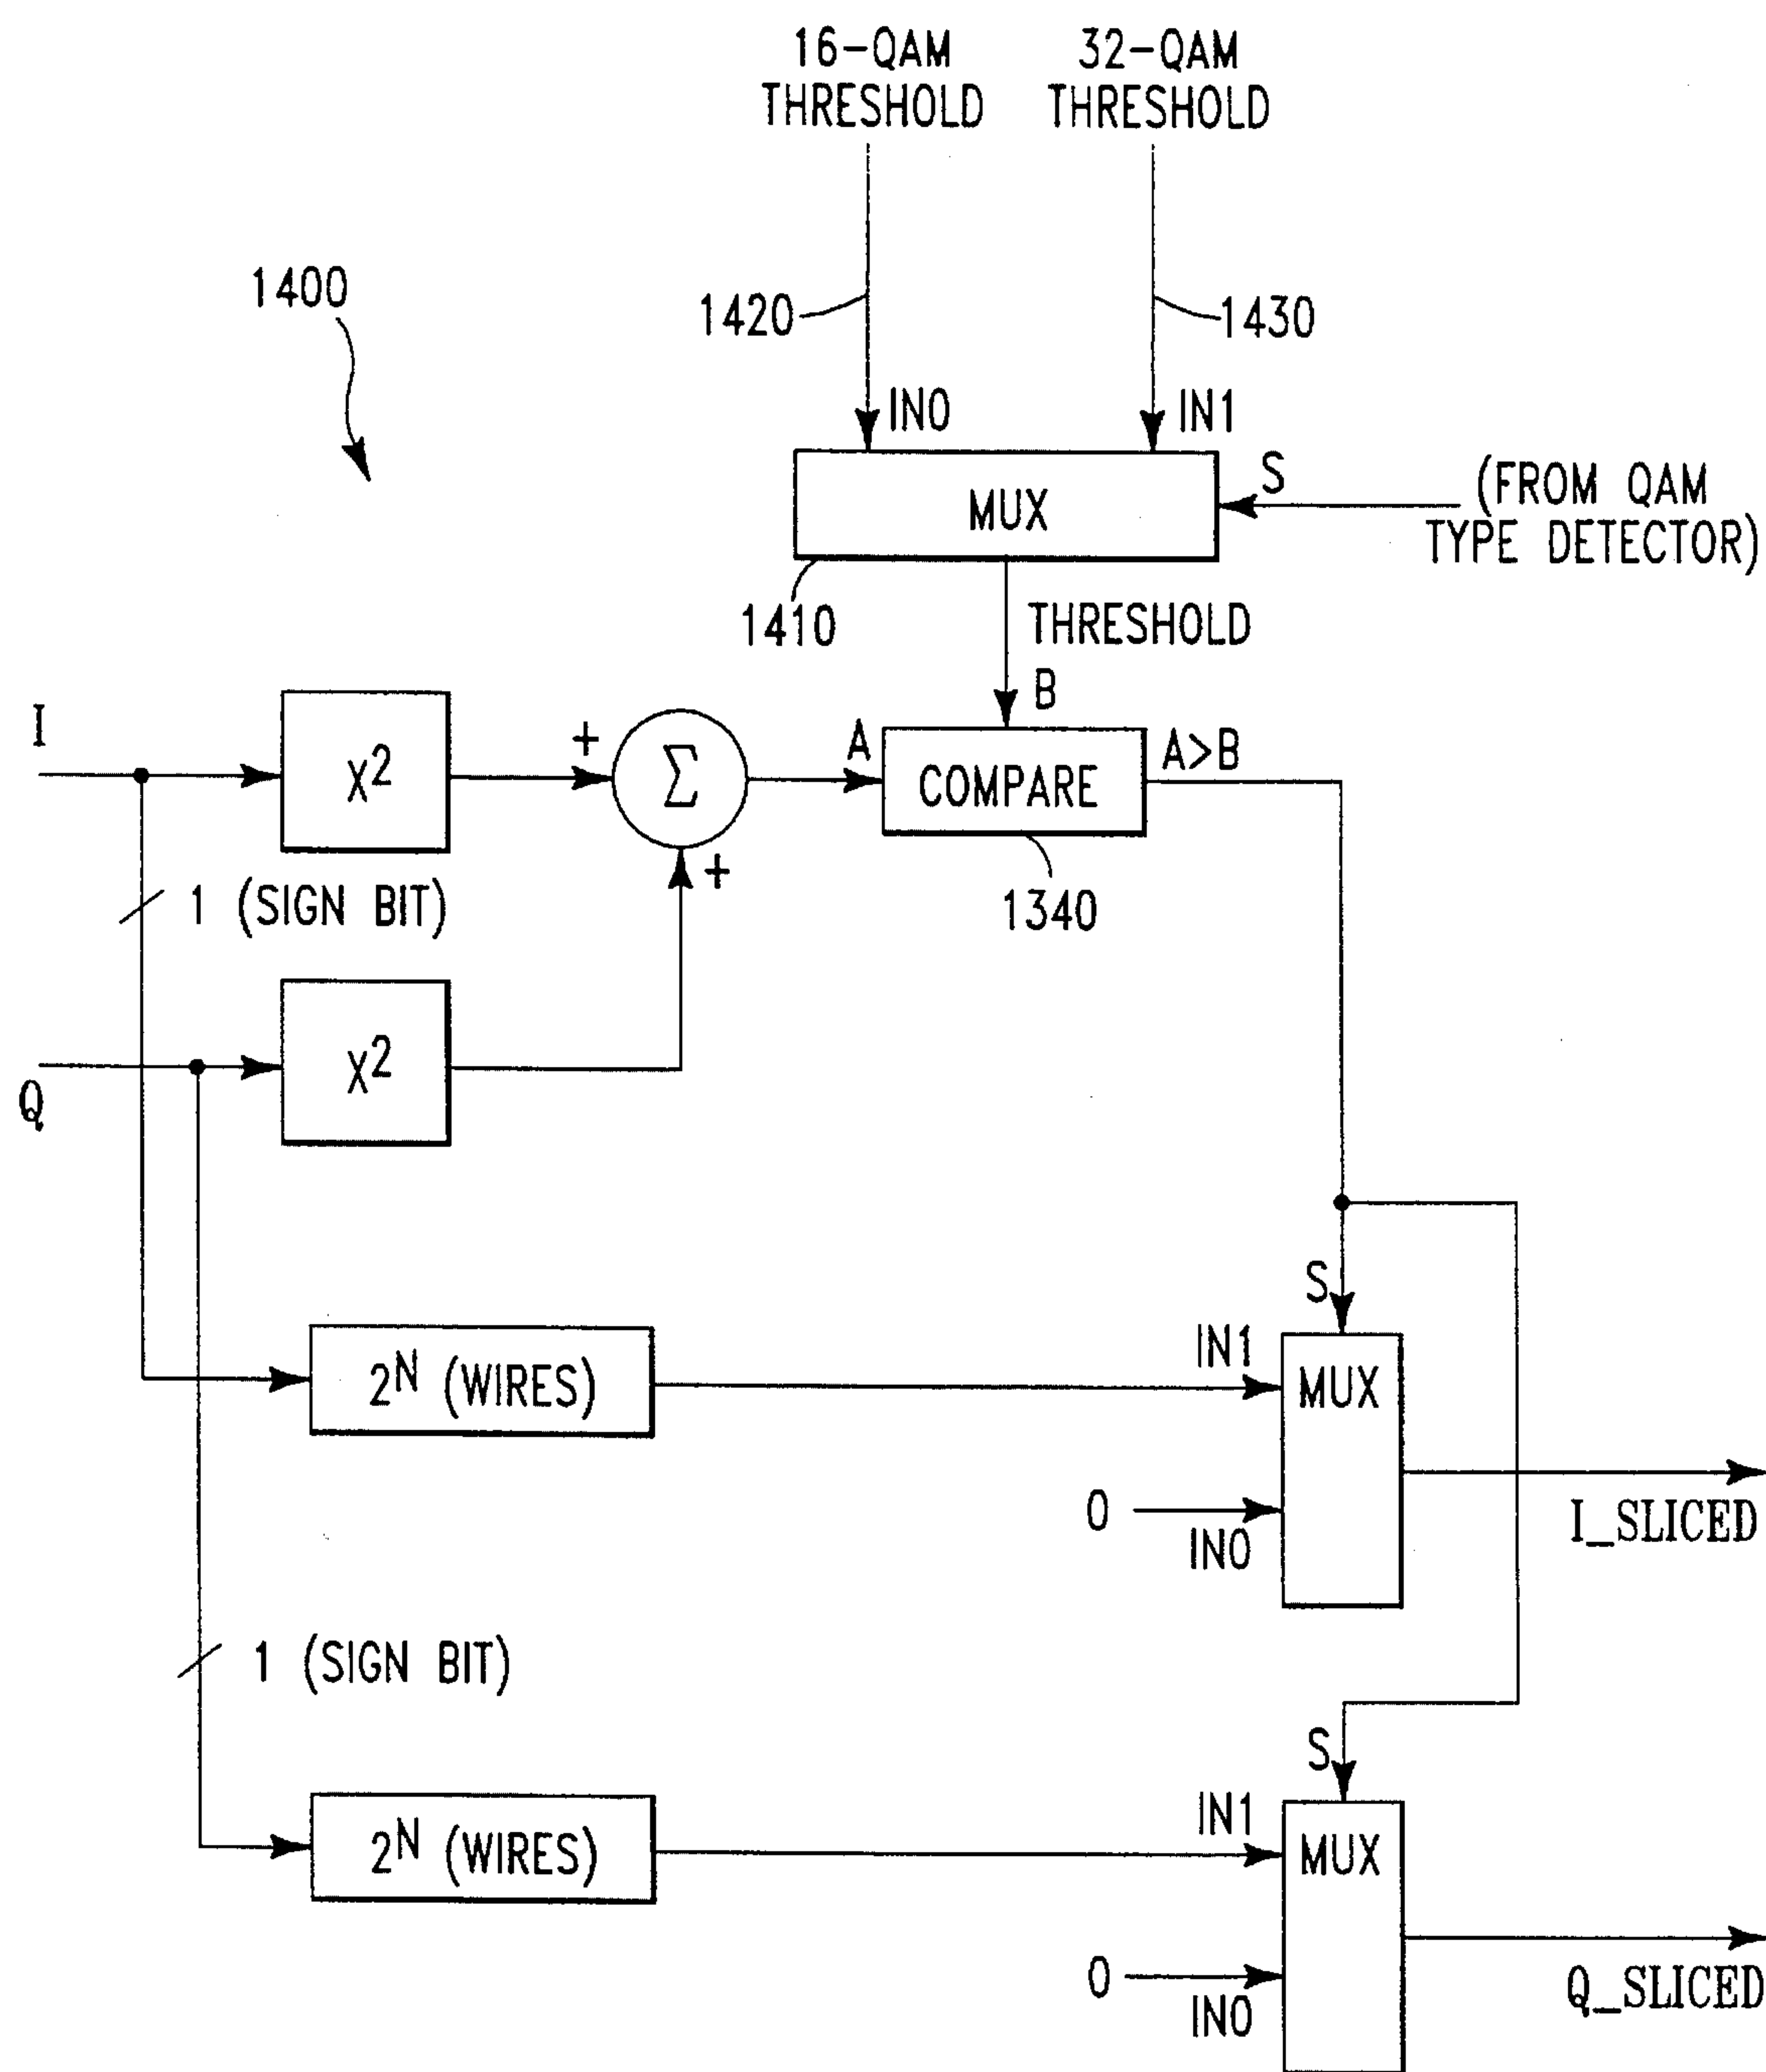 16-QAM
THRESHOLD
32-QAM
THRESHOLD
1400
1420
1430
IN0
IN1
MUX
S
(FROM QAM
TYPE DETECTOR)
1410
THRESHOLD
B
I
X2
+
Σ
A
COMPARE
A>B
+
1 (SIGN BIT)
1340
X2
Q
S
2N (WIRES)
IN1
MUX
0
IN0
I_SLICED
1 (SIGN BIT)
S
2N (WIRES)
IN1
MUX
0
IN0
Q_SLICED